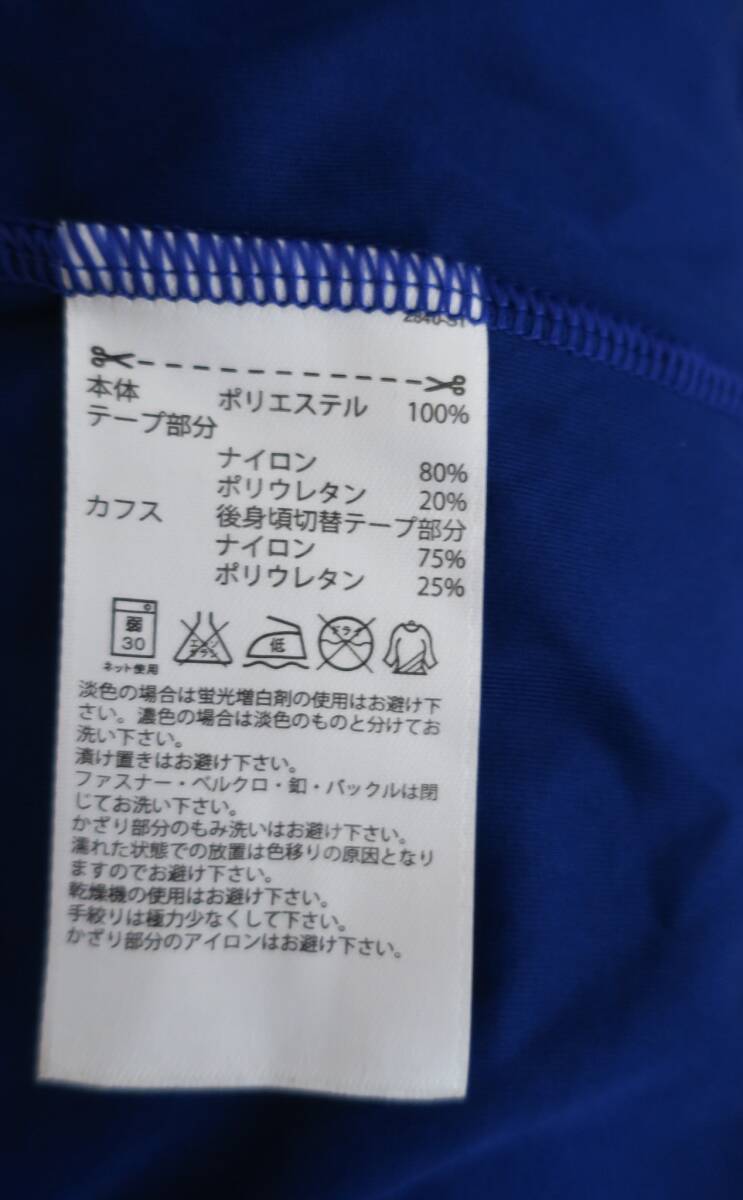 2840-S1
本体 ポリエステル 100%
テープ部分
ナイロン 80%
ポリウレタン 20%
カフス 後身頃切替テープ部分
ナイロン 75%
ポリウレタン 25%
弱
30
ネット使用
エンソ
サラシ
低
ドライ
淡色の場合は蛍光増白剤の使用はお避け下
さい。濃色の場合は淡色のものと分けてお
洗い下さい。
漬け置きはお避け下さい。
ファスナー・ベルクロ・釦・バックルは閉
じてお洗い下さい。
かざり部分のもみ洗いはお避け下さい。
濡れた状態での放置は色移りの原因となり
ますのでお避け下さい。
乾燥機の使用はお避け下さい。
手絞りは極力少なくして下さい。
かざり部分のアイロンはお避け下さい。